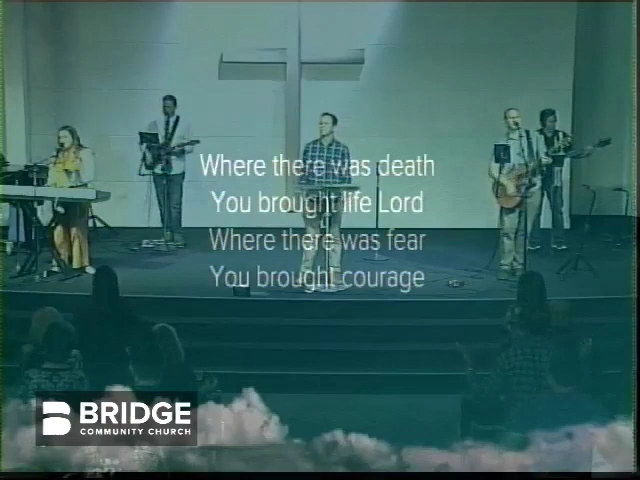 Where there was death
You brought life Lord
Where there was fear
You brought courage
BRIDGE
COMMUNITY CHURCH